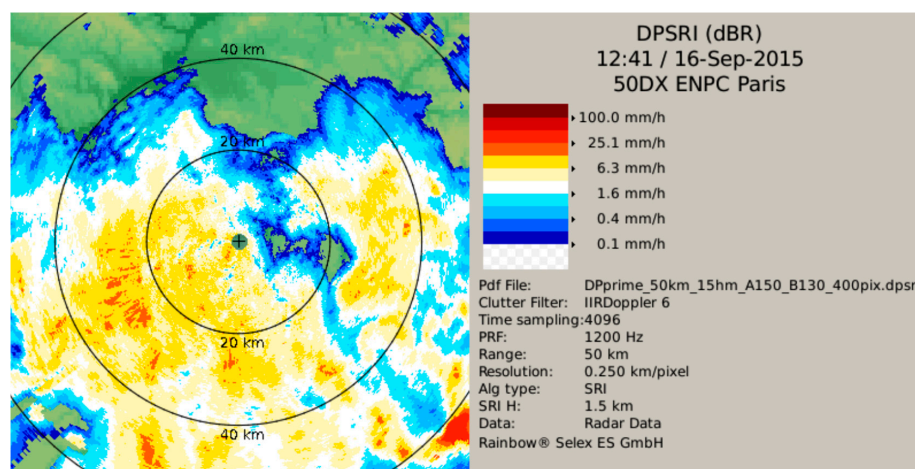 40 km
20 km
20 km
40 km
DPSRI (dBR)
12:41 / 16-Sep-2015
50DX ENPC Paris
100.0 mm/h
25.1 mm/h
6.3 mm/h
1.6 mm/h
0.4 mm/h
0.1 mm/h
Pdf File: DPprime_50km_15hm_A150_B130_400pix.dpsr
Clutter Filter: IIRDoppler 6
Time sampling:4096
PRF: 1200 Hz
Range: 50 km
Resolution: 0.250 km/pixel
Alg type: SRI
SRI H: 1.5 km
Data: Radar Data
Rainbow® Selex ES GmbH